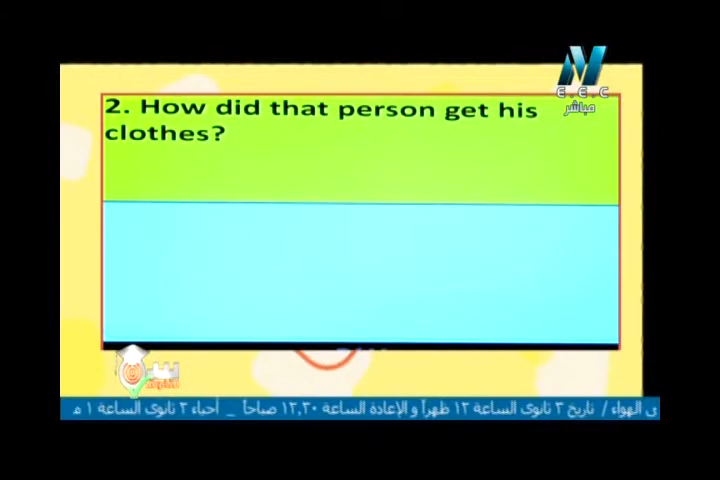 E.E.C
مباشر
2. How did that person get his
clothes?
ى الهواء / تاريخ ٣ ثانوى الساعة ١٢ ظهراً و الإعادة الساعة ١٢,٣٠ صباحاً _ أحياء ٣ ثانوى الساعة ١ م